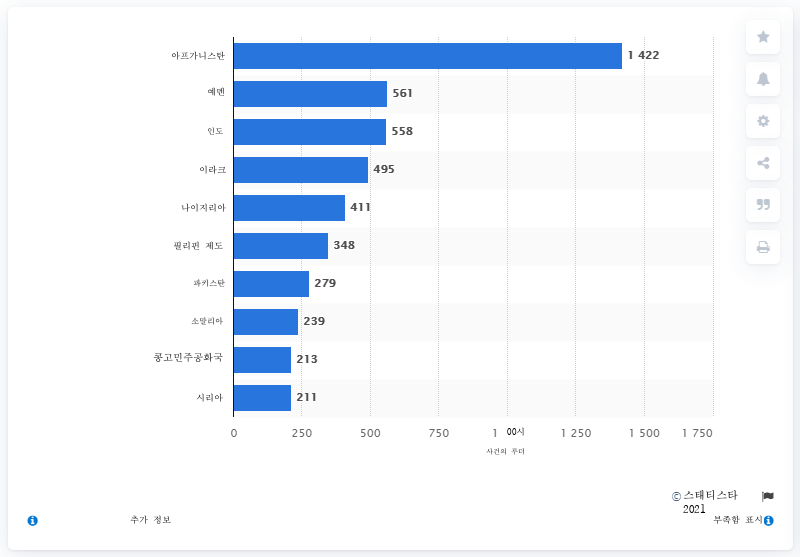 아프가니스탄 1 422
예멘 561
인도 558
이라크 495
나이지리아 411
필리핀 제도 348
파키스탄 279
소말리아 239
콩고민주공화국 213
시리아 211
0 250 500 750 1 00시 1 250 1 500 1 750
사건의 무더
© 스태티스타
2021
추가 정보 부족함 표시